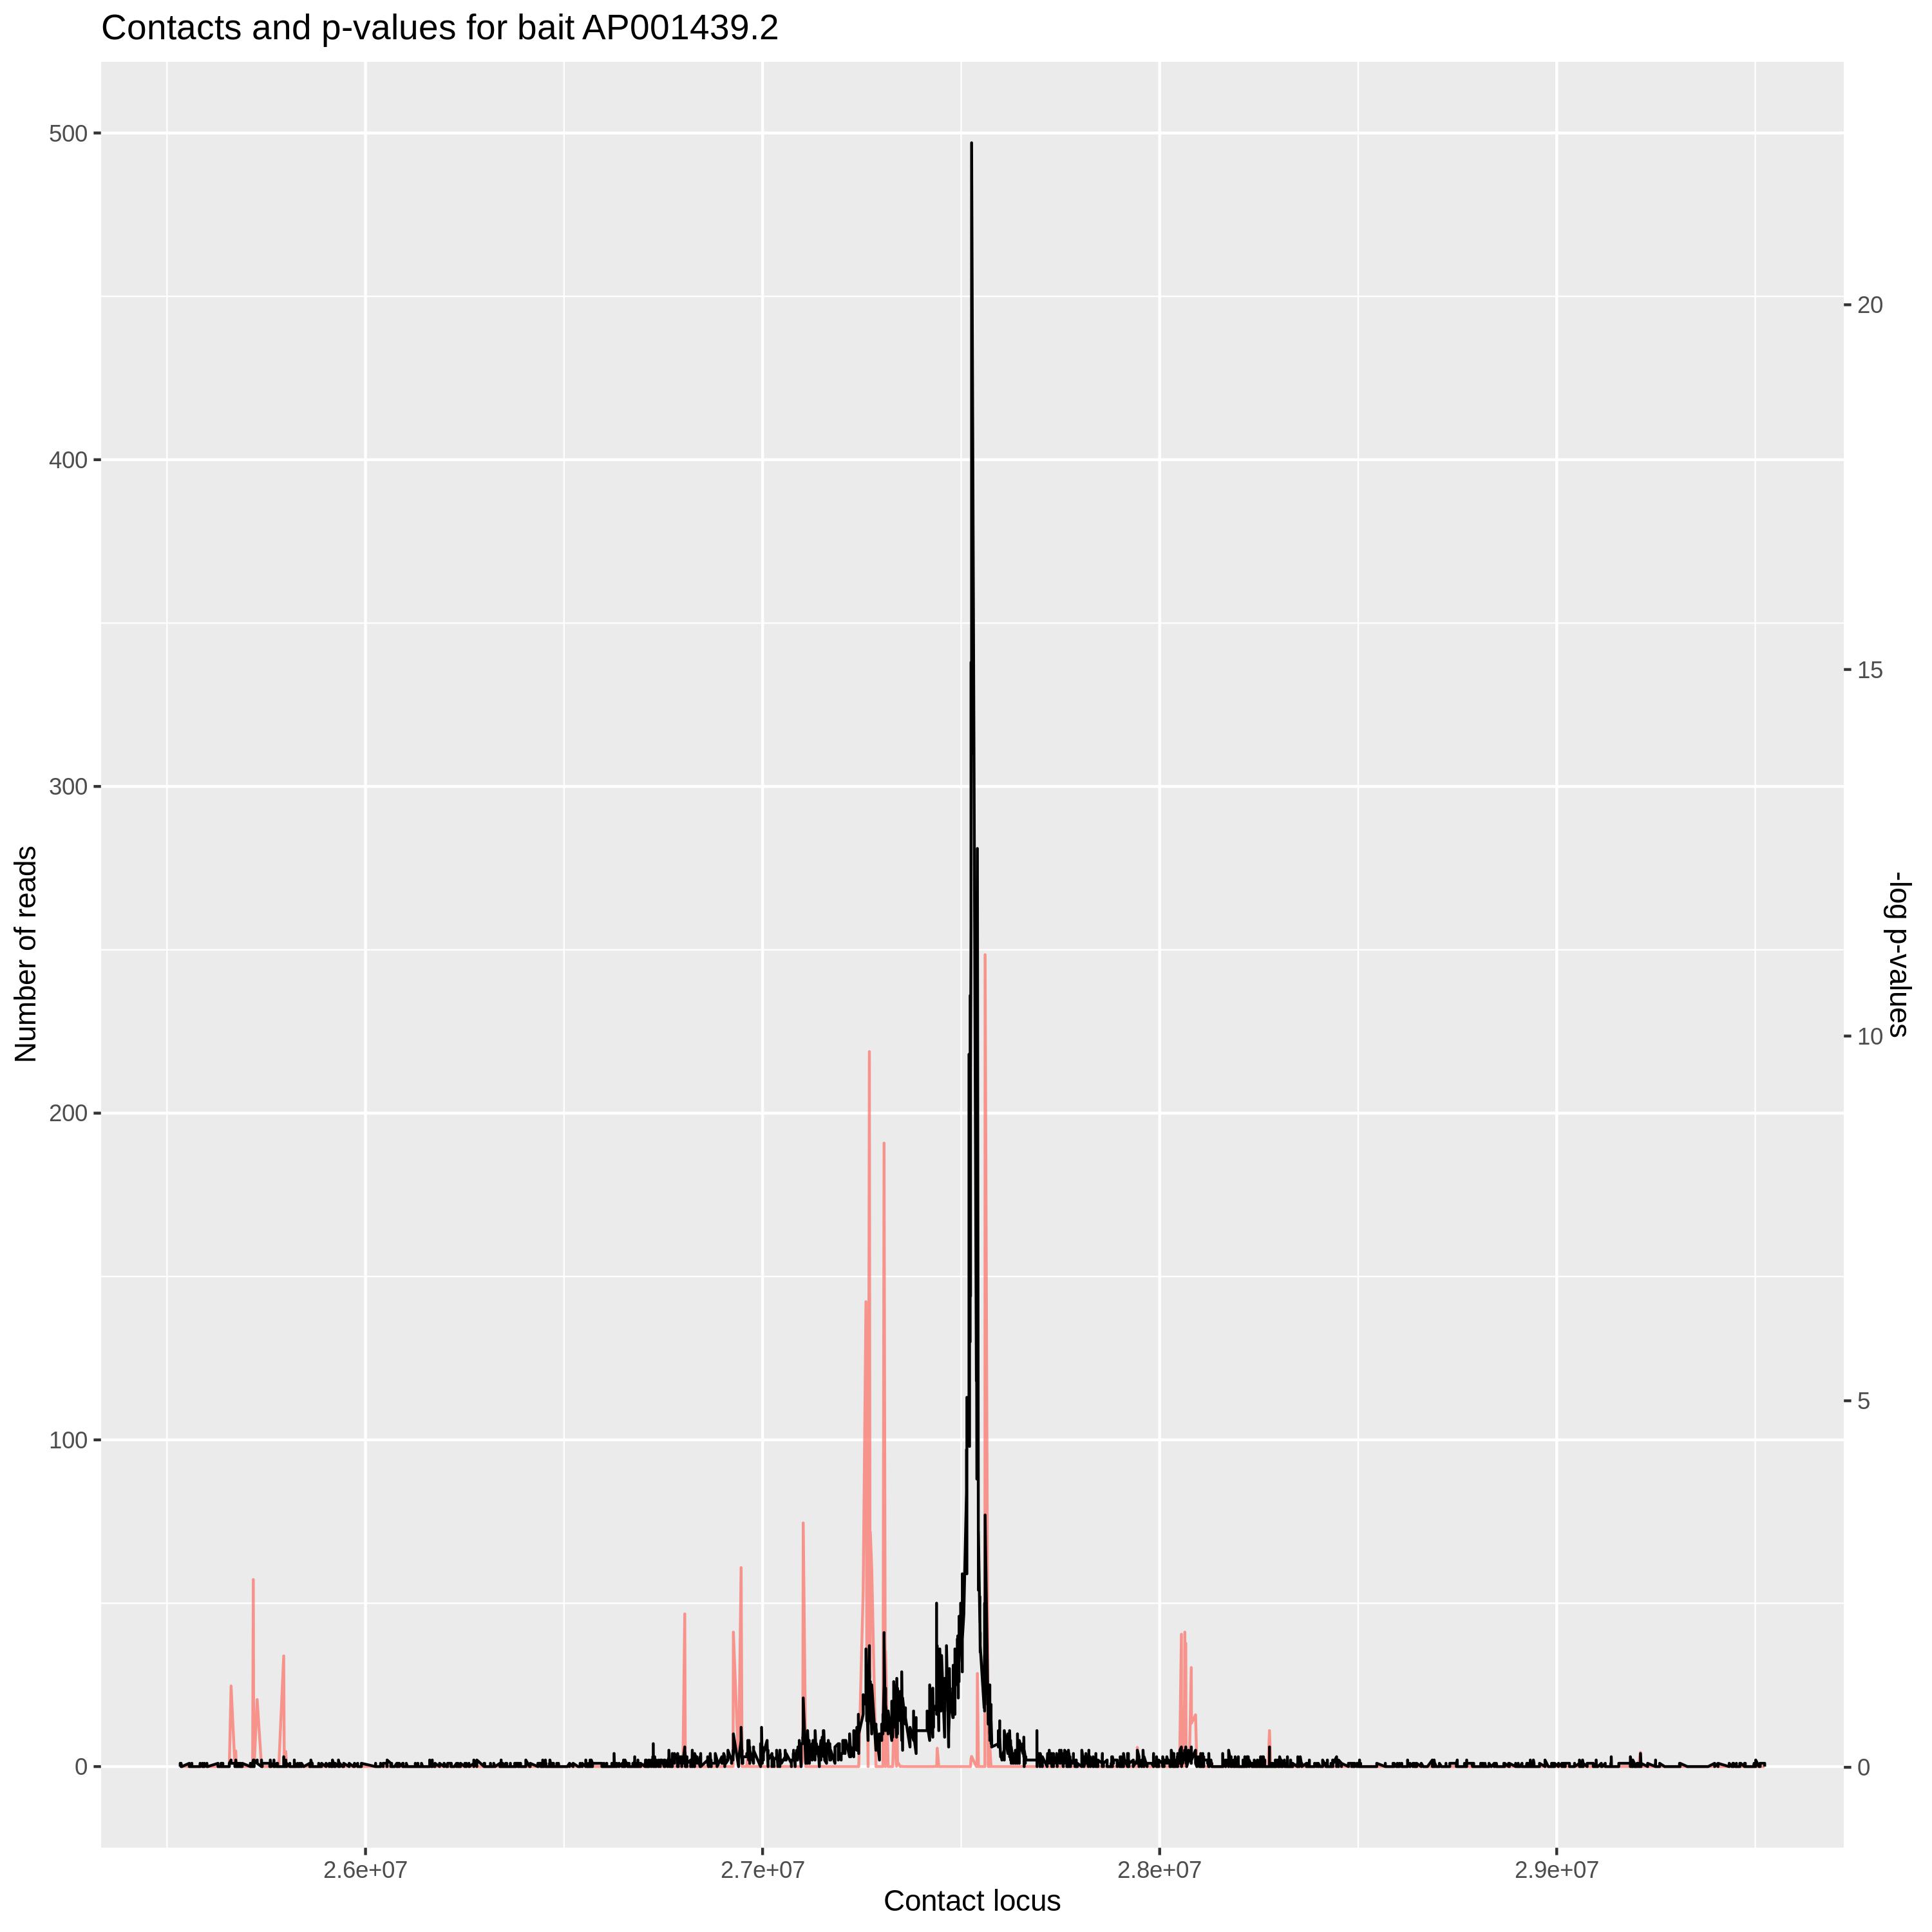 Contacts and p-values for bait AP001439.2
500
400
300
200
100
0
Number of reads
20
15
10
5
0
-log p-values
2.6e+07
2.7e+07
2.8e+07
2.9e+07
Contact locus